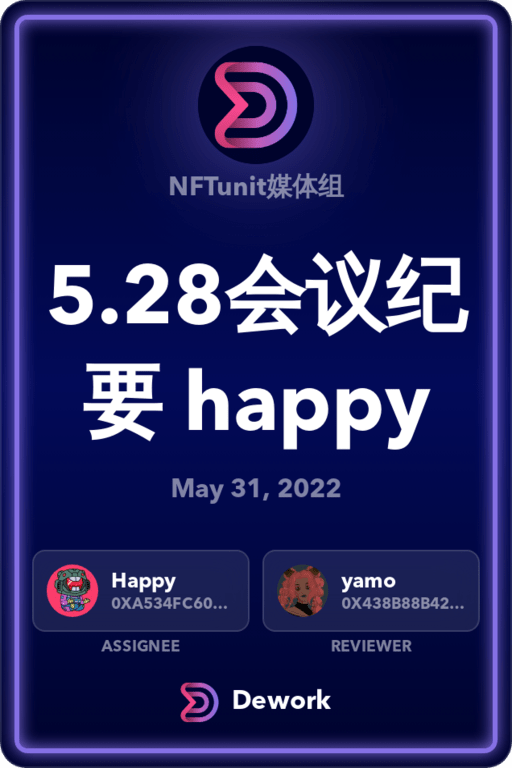 NFTunit媒体组
5.28会议纪
要 happy
May 31, 2022
Happy
0XA534FC60...
ASSIGNEE
yamo
0X438B88B42...
REVIEWER
Dework